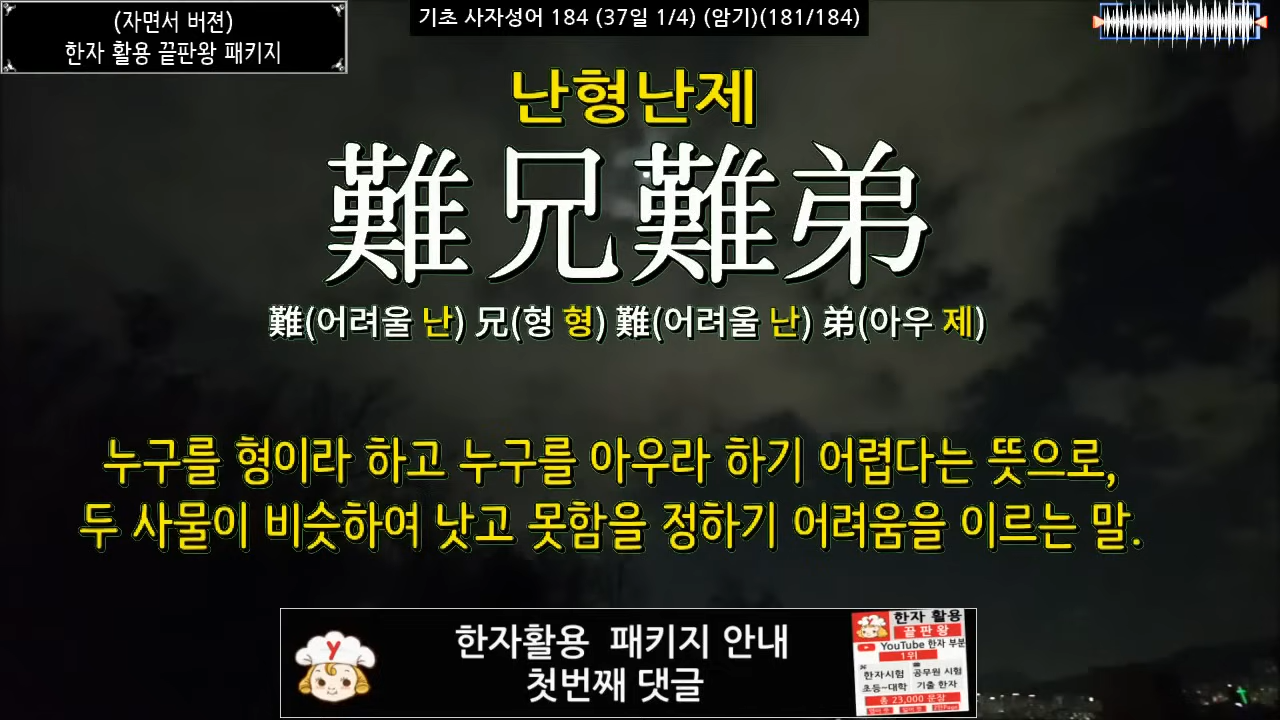 (자면서 버젼)
한자 활용 끝판왕 패키지
기초 사자성어 184 (37일 1/4) (암기)(181/184)
난형난제
難兄難弟
難(어려울 난) 兄(형 형) 難(어려울 난) 弟(아우 제)
누구를 형이라 하고 누구를 아우라 하기 어렵다는 뜻으로,
두 사물이 비슷하여 낫고 못함을 정하기 어려움을 이르는 말.
한자활용 패키지 안내
첫번째 댓글
한자 활용
끝판왕
YouTube 한자 부분
1위
한자시험 공무원 시험
초등~대학 기출 한자
총 23,000 문장